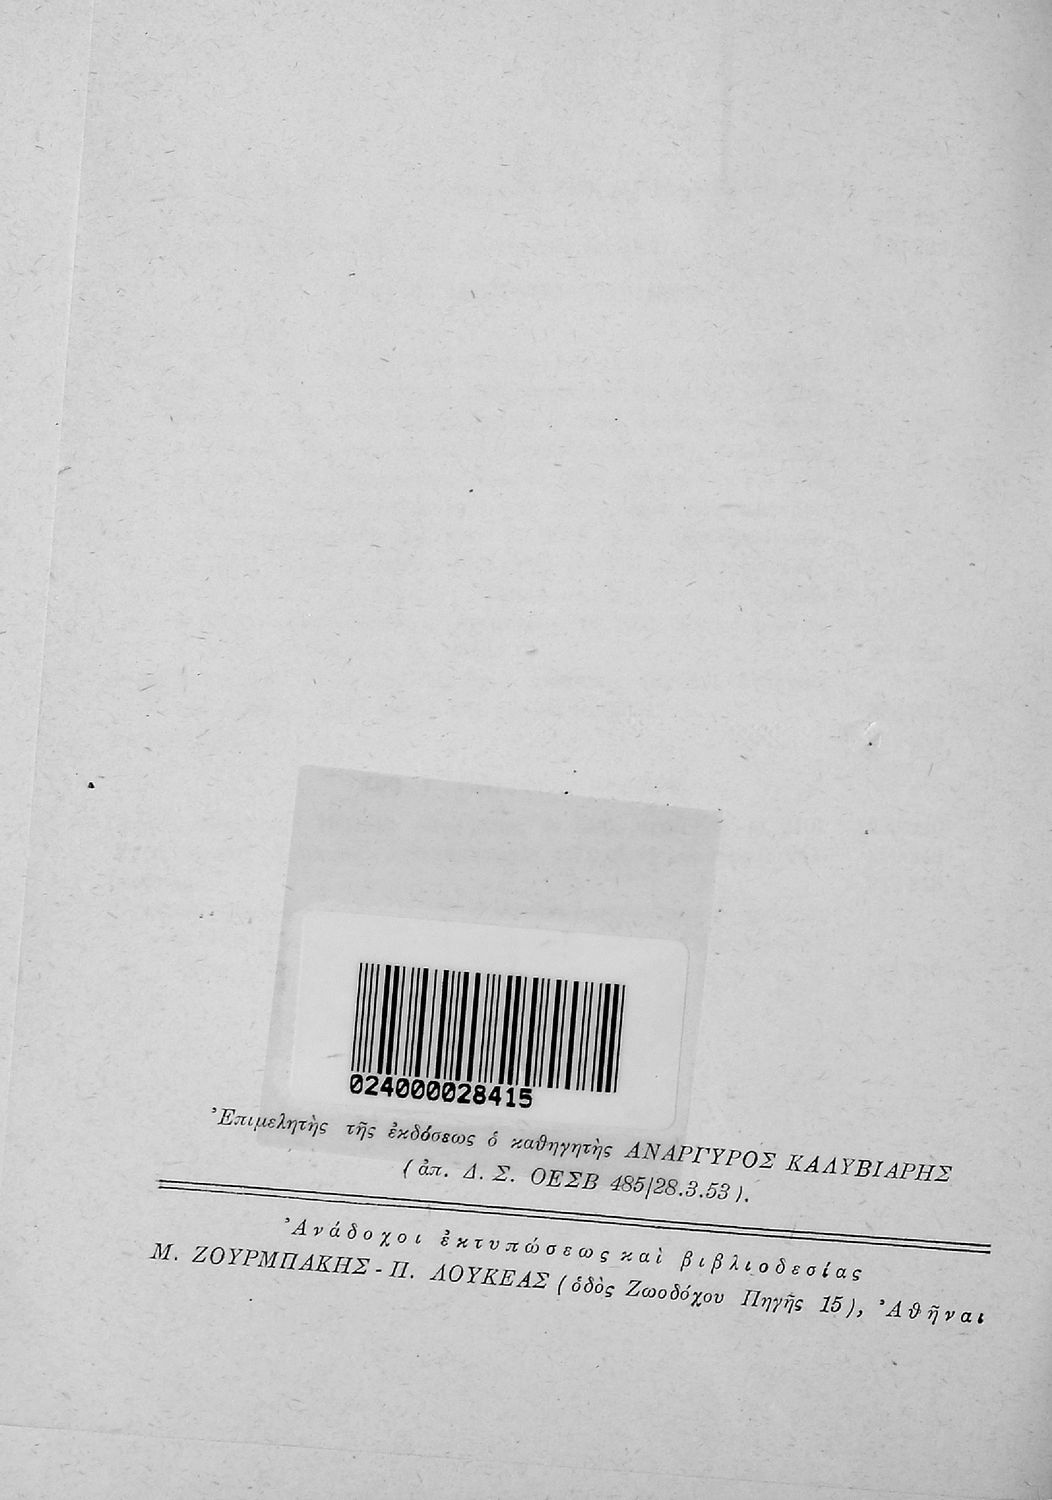 024000028415
Ἐπιμελητὴς τῆς ἐκδόσεως ὁ καθηγητὴς ΑΝΑΡΓΥΡΟΣ ΚΑΛΥΒΙΑΡΗΣ
(ἀπ. Δ. Σ. ΟΕΣΒ 485/28.3.53).
Ἀνάδοχοι ἐκτυπώσεως καὶ βιβλιοδεσίας
Μ. ΖΟΥΡΜΠΑΚΗΣ - Π. ΛΟΥΚΕΑΣ (ὁδὸς Ζωοδόχου Πηγῆς 15), Ἀθῆναι